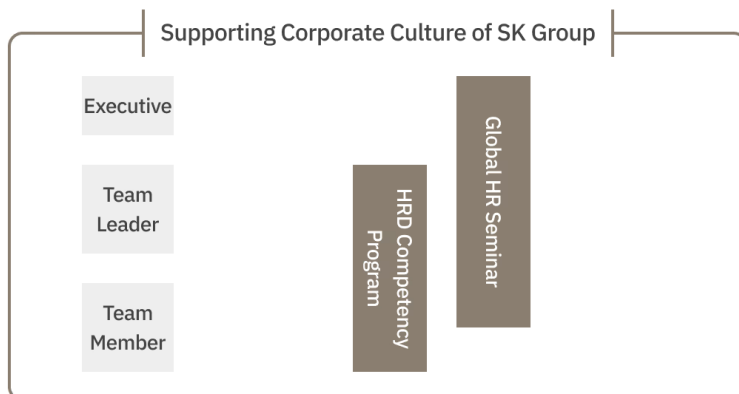 Supporting Corporate Culture of SK Group
Executive
Team
Leader
Team
Member
HRD Competency
Program
Global HR Seminar